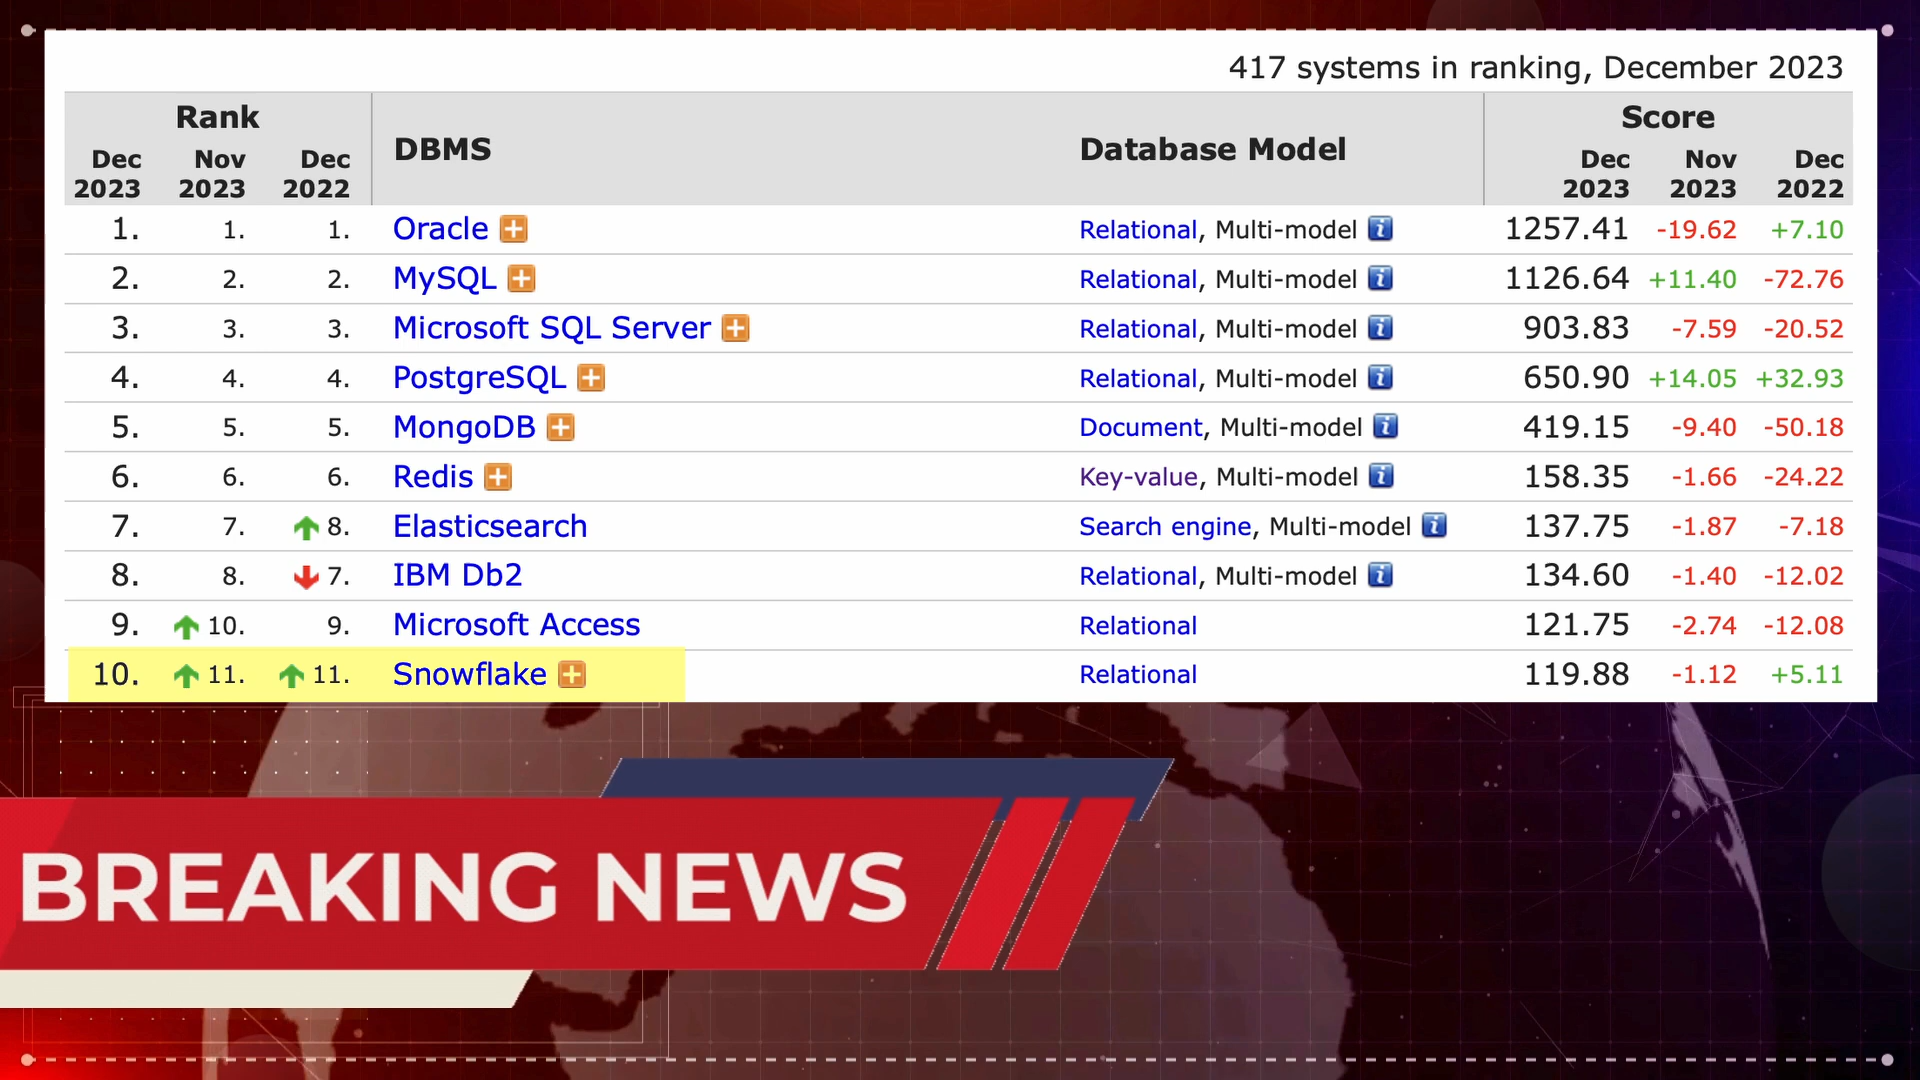 417 systems in ranking, December 2023
Rank Score
DBMS Database Model
Dec 2023 Nov 2023 Dec 2022 Dec 2023 Nov 2023 Dec 2022
1. 1. 1. Oracle Relational, Multi-model 1257.41 -19.62 +7.10
2. 2. 2. MySQL Relational, Multi-model 1126.64 +11.40 -72.76
3. 3. 3. Microsoft SQL Server Relational, Multi-model 903.83 -7.59 -20.52
4. 4. 4. PostgreSQL Relational, Multi-model 650.90 +14.05 +32.93
5. 5. 5. MongoDB Document, Multi-model 419.15 -9.40 -50.18
6. 6. 6. Redis Key-value, Multi-model 158.35 -1.66 -24.22
7. 7. 8. Elasticsearch Search engine, Multi-model 137.75 -1.87 -7.18
8. 8. 7. IBM Db2 Relational, Multi-model 134.60 -1.40 -12.02
9. 10. 9. Microsoft Access Relational 121.75 -2.74 -12.08
10. 11. 11. Snowflake Relational 119.88 -1.12 +5.11
BREAKING NEWS